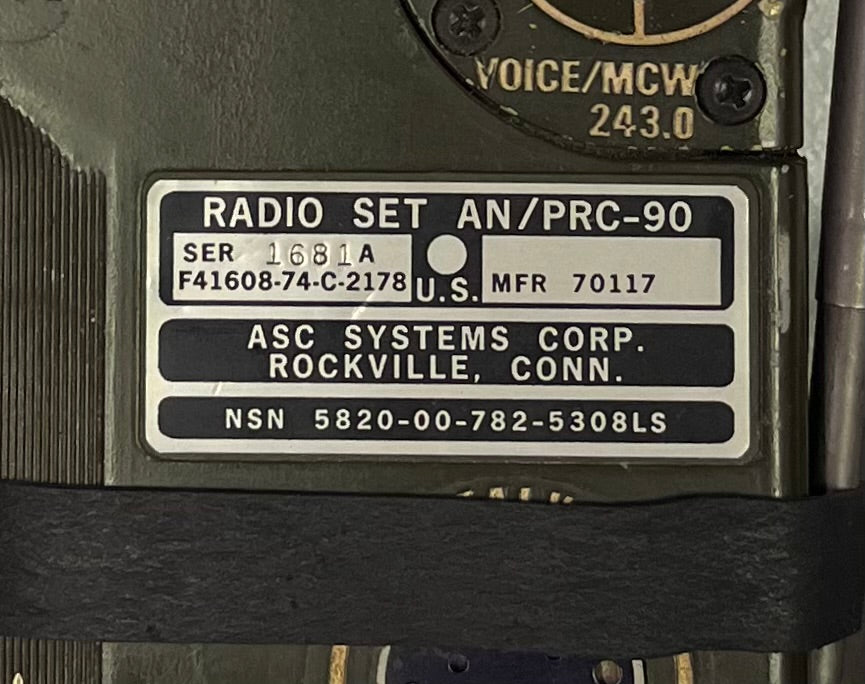 VOICE/MCW
243.0
RADIO SET AN/PRC-90
SER 1681A
F41608-74-C-2178
U.S.
MFR 70117
ASC SYSTEMS CORP.
ROCKVILLE, CONN.
NSN 5820-00-782-5308LS